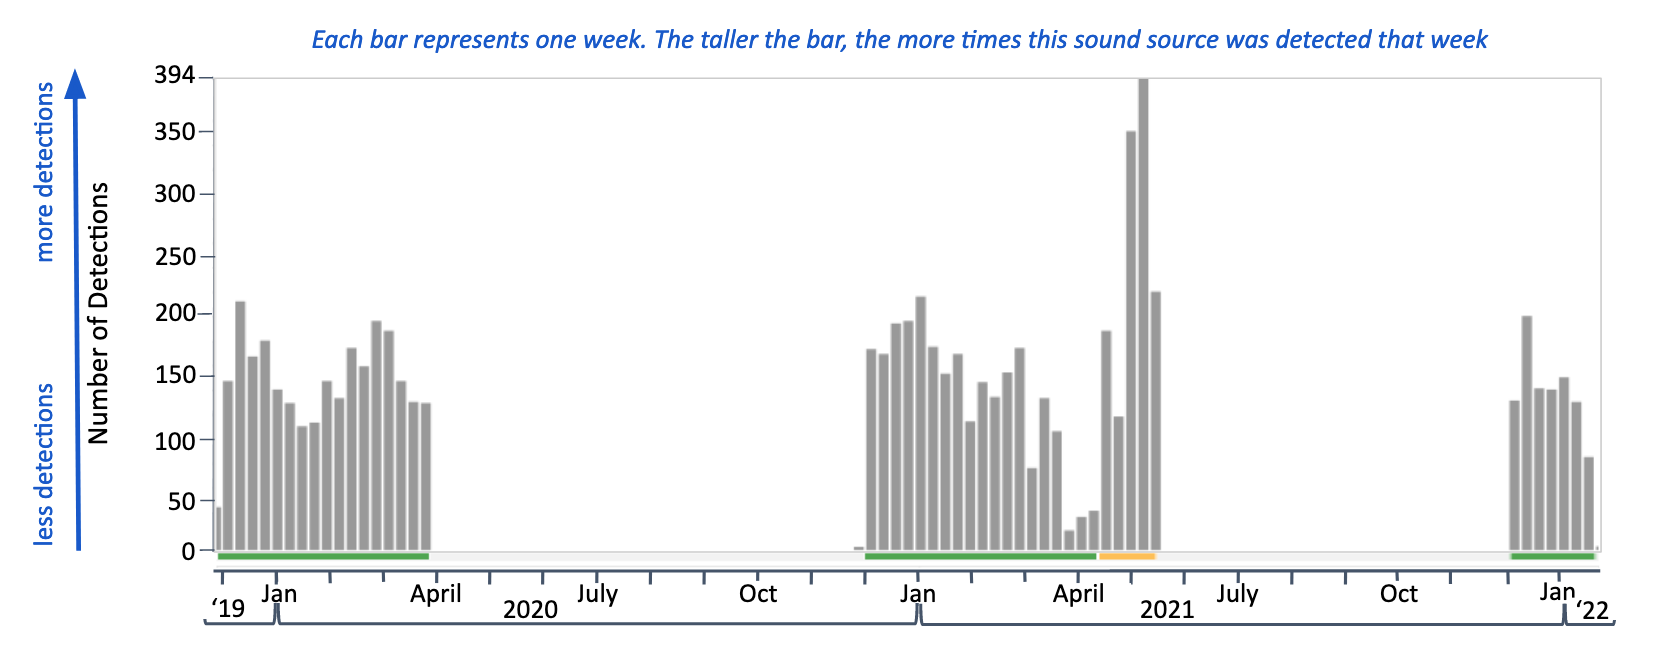 Each bar represents one week. The taller the bar, the more times this sound source was detected that week
more detections
less detections
Number of Detections
394
350
300
250
200
150
100
50
0
Jan April July Oct Jan April July Oct Jan
‘19 2020 2021 ‘22